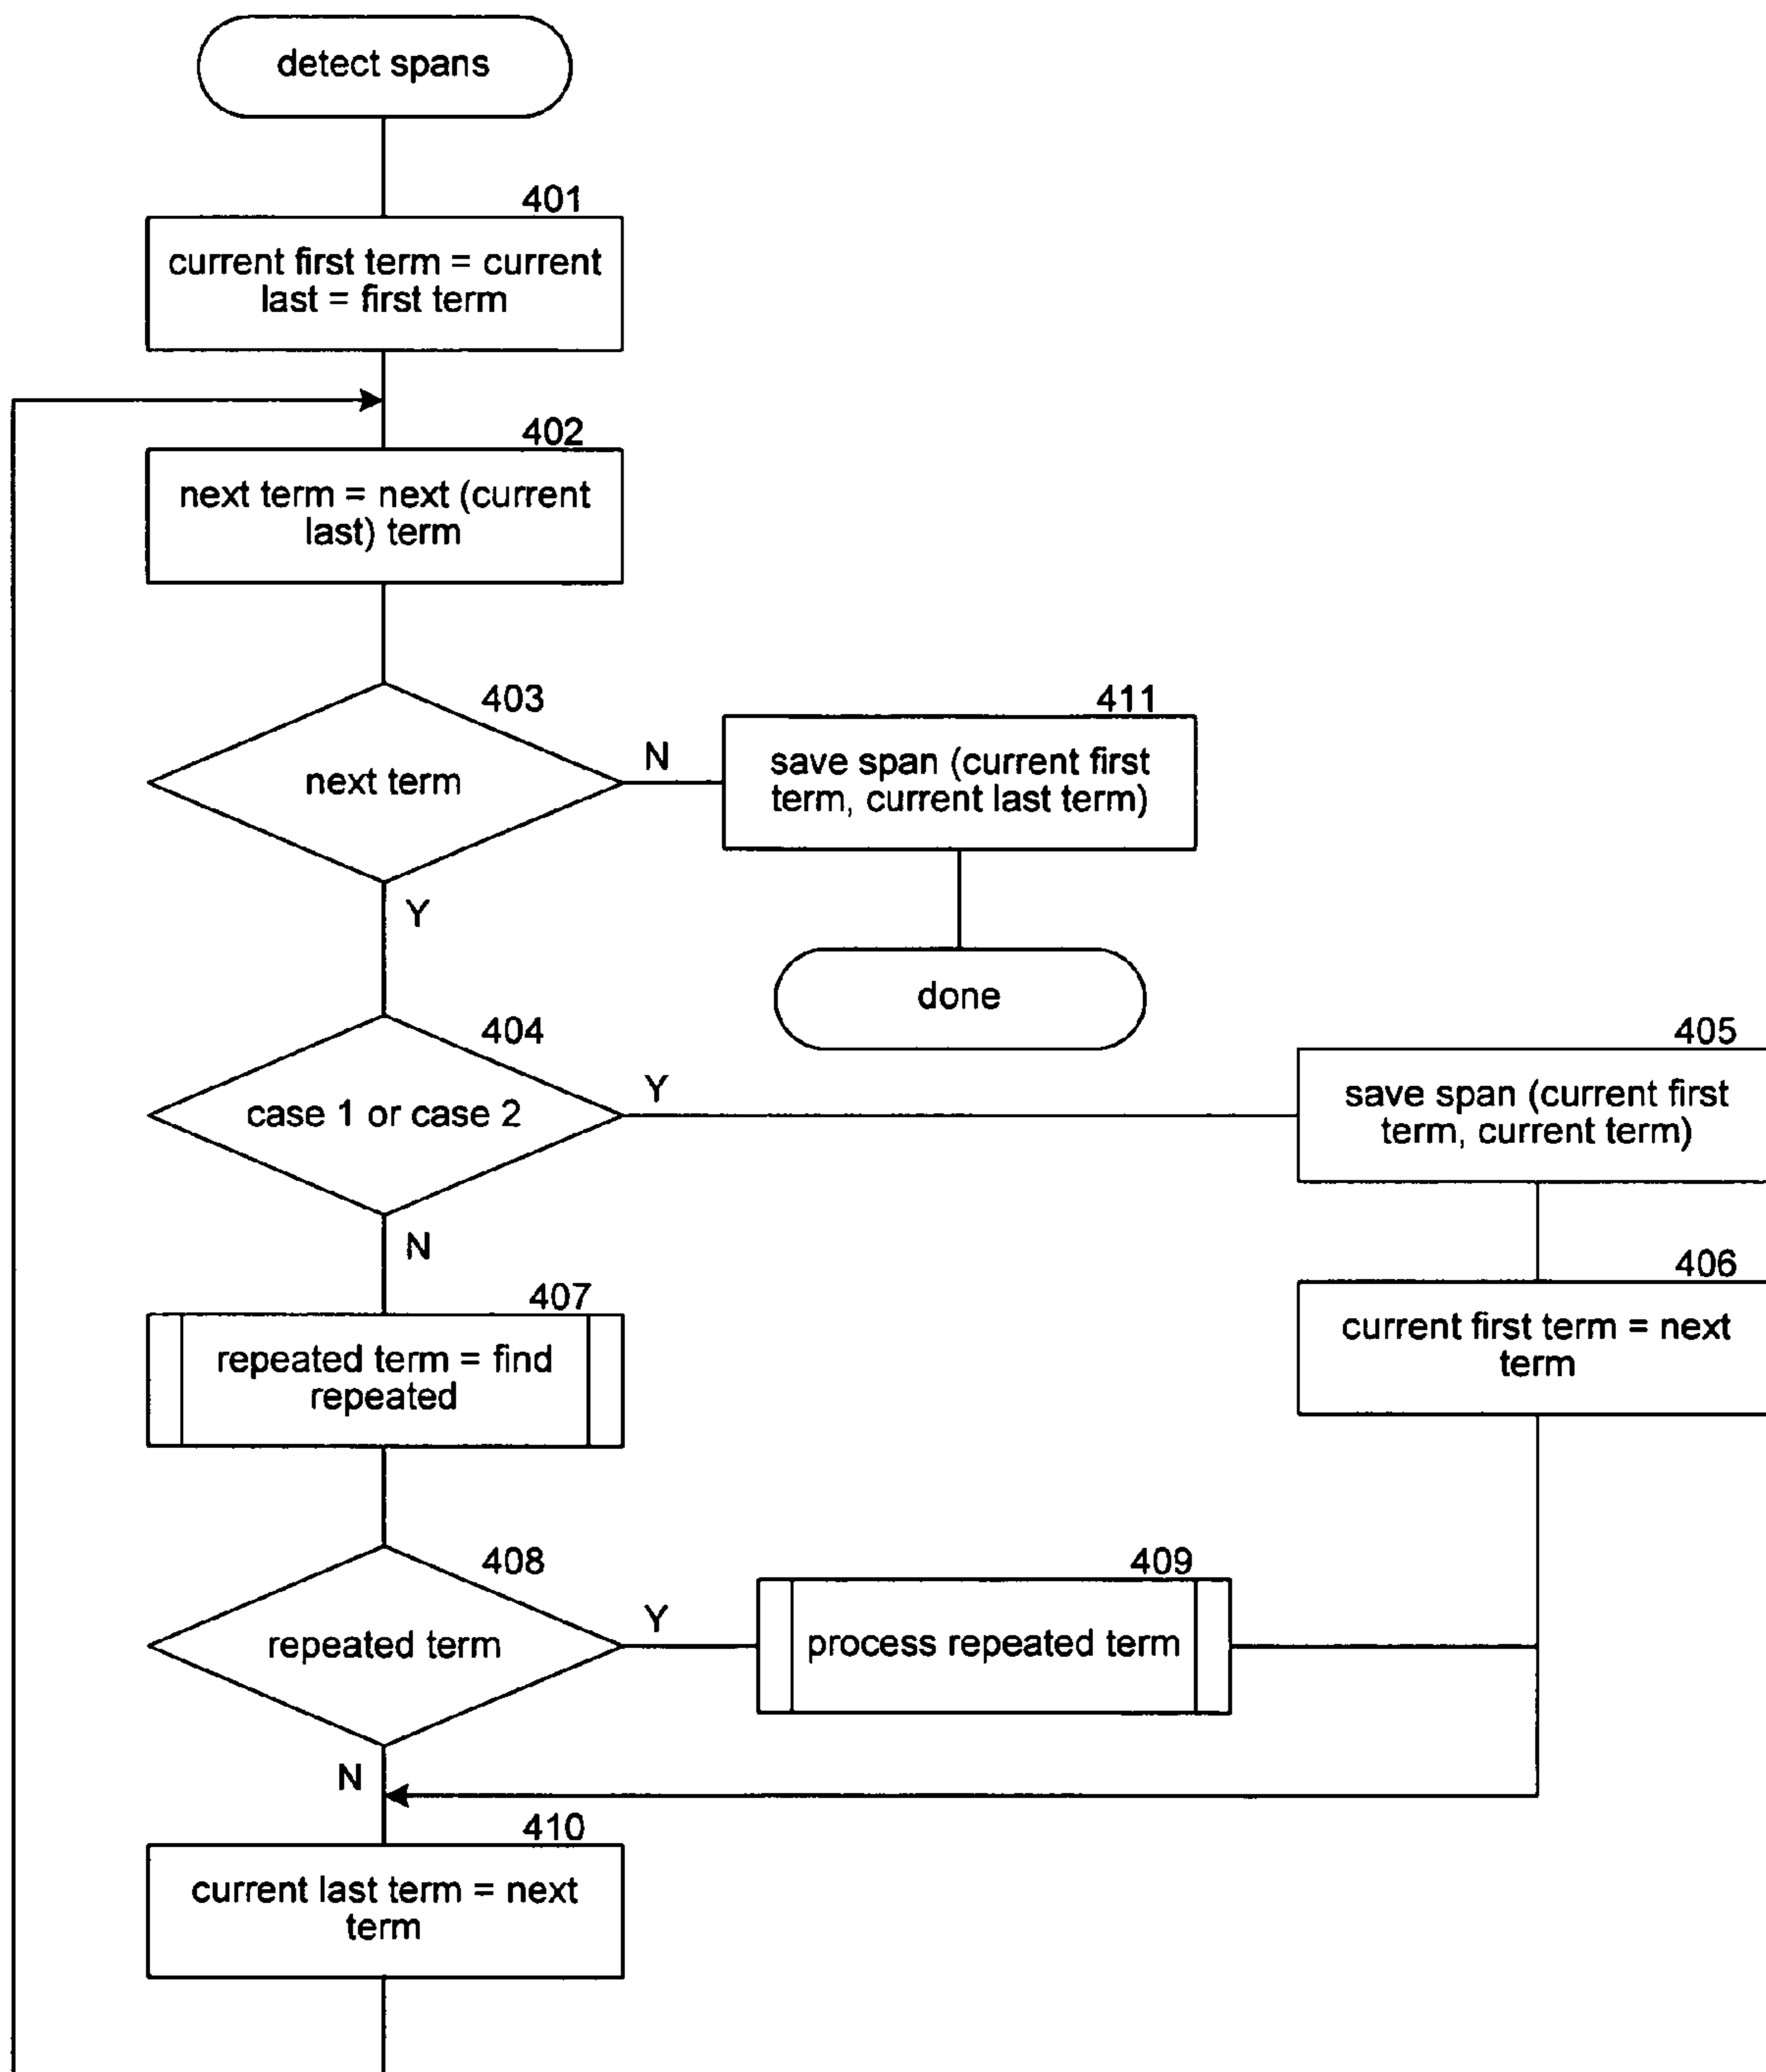 detect spans
401
current first term = current
last = first term
402
next term = next (current
last) term
403
next term
N
411
save span (current first
term, current last term)
Y
done
404
case 1 or case 2
Y
405
save span (current first
term, current term)
N
406
current first term = next
term
407
repeated term = find
repeated
408
repeated term
Y
409
process repeated term
N
410
current last term = next
term